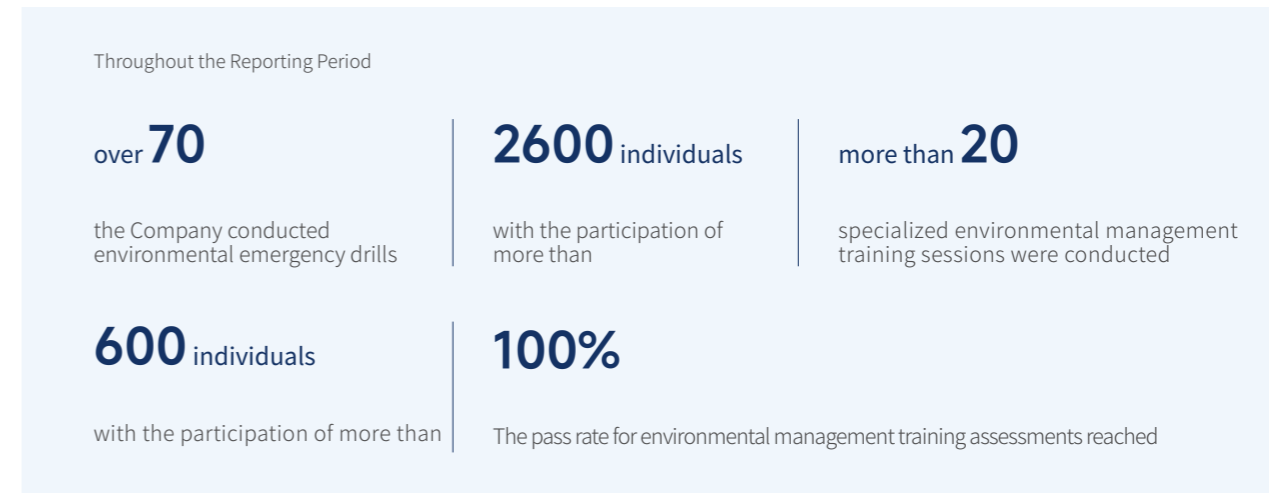 Throughout the Reporting Period
over 70
the Company conducted
environmental emergency drills
2600 individuals
with the participation of
more than
more than 20
specialized environmental management
training sessions were conducted
600 individuals
with the participation of more than
100%
The pass rate for environmental management training assessments reached